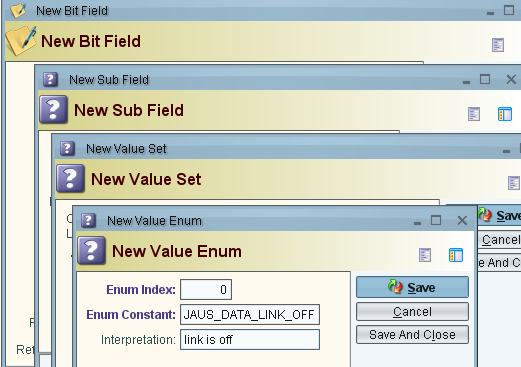 New Bit Field
New Bit Field
New Sub Field
New Sub Field
New Value Set
New Value Set
Save
Cancel
e And C
New Value Enum
New Value Enum
Enum Index: 0
Enum Constant: JAUS_DATA_LINK_OFF
Interpretation: link is off
Save
Cancel
Save And Close
Ret